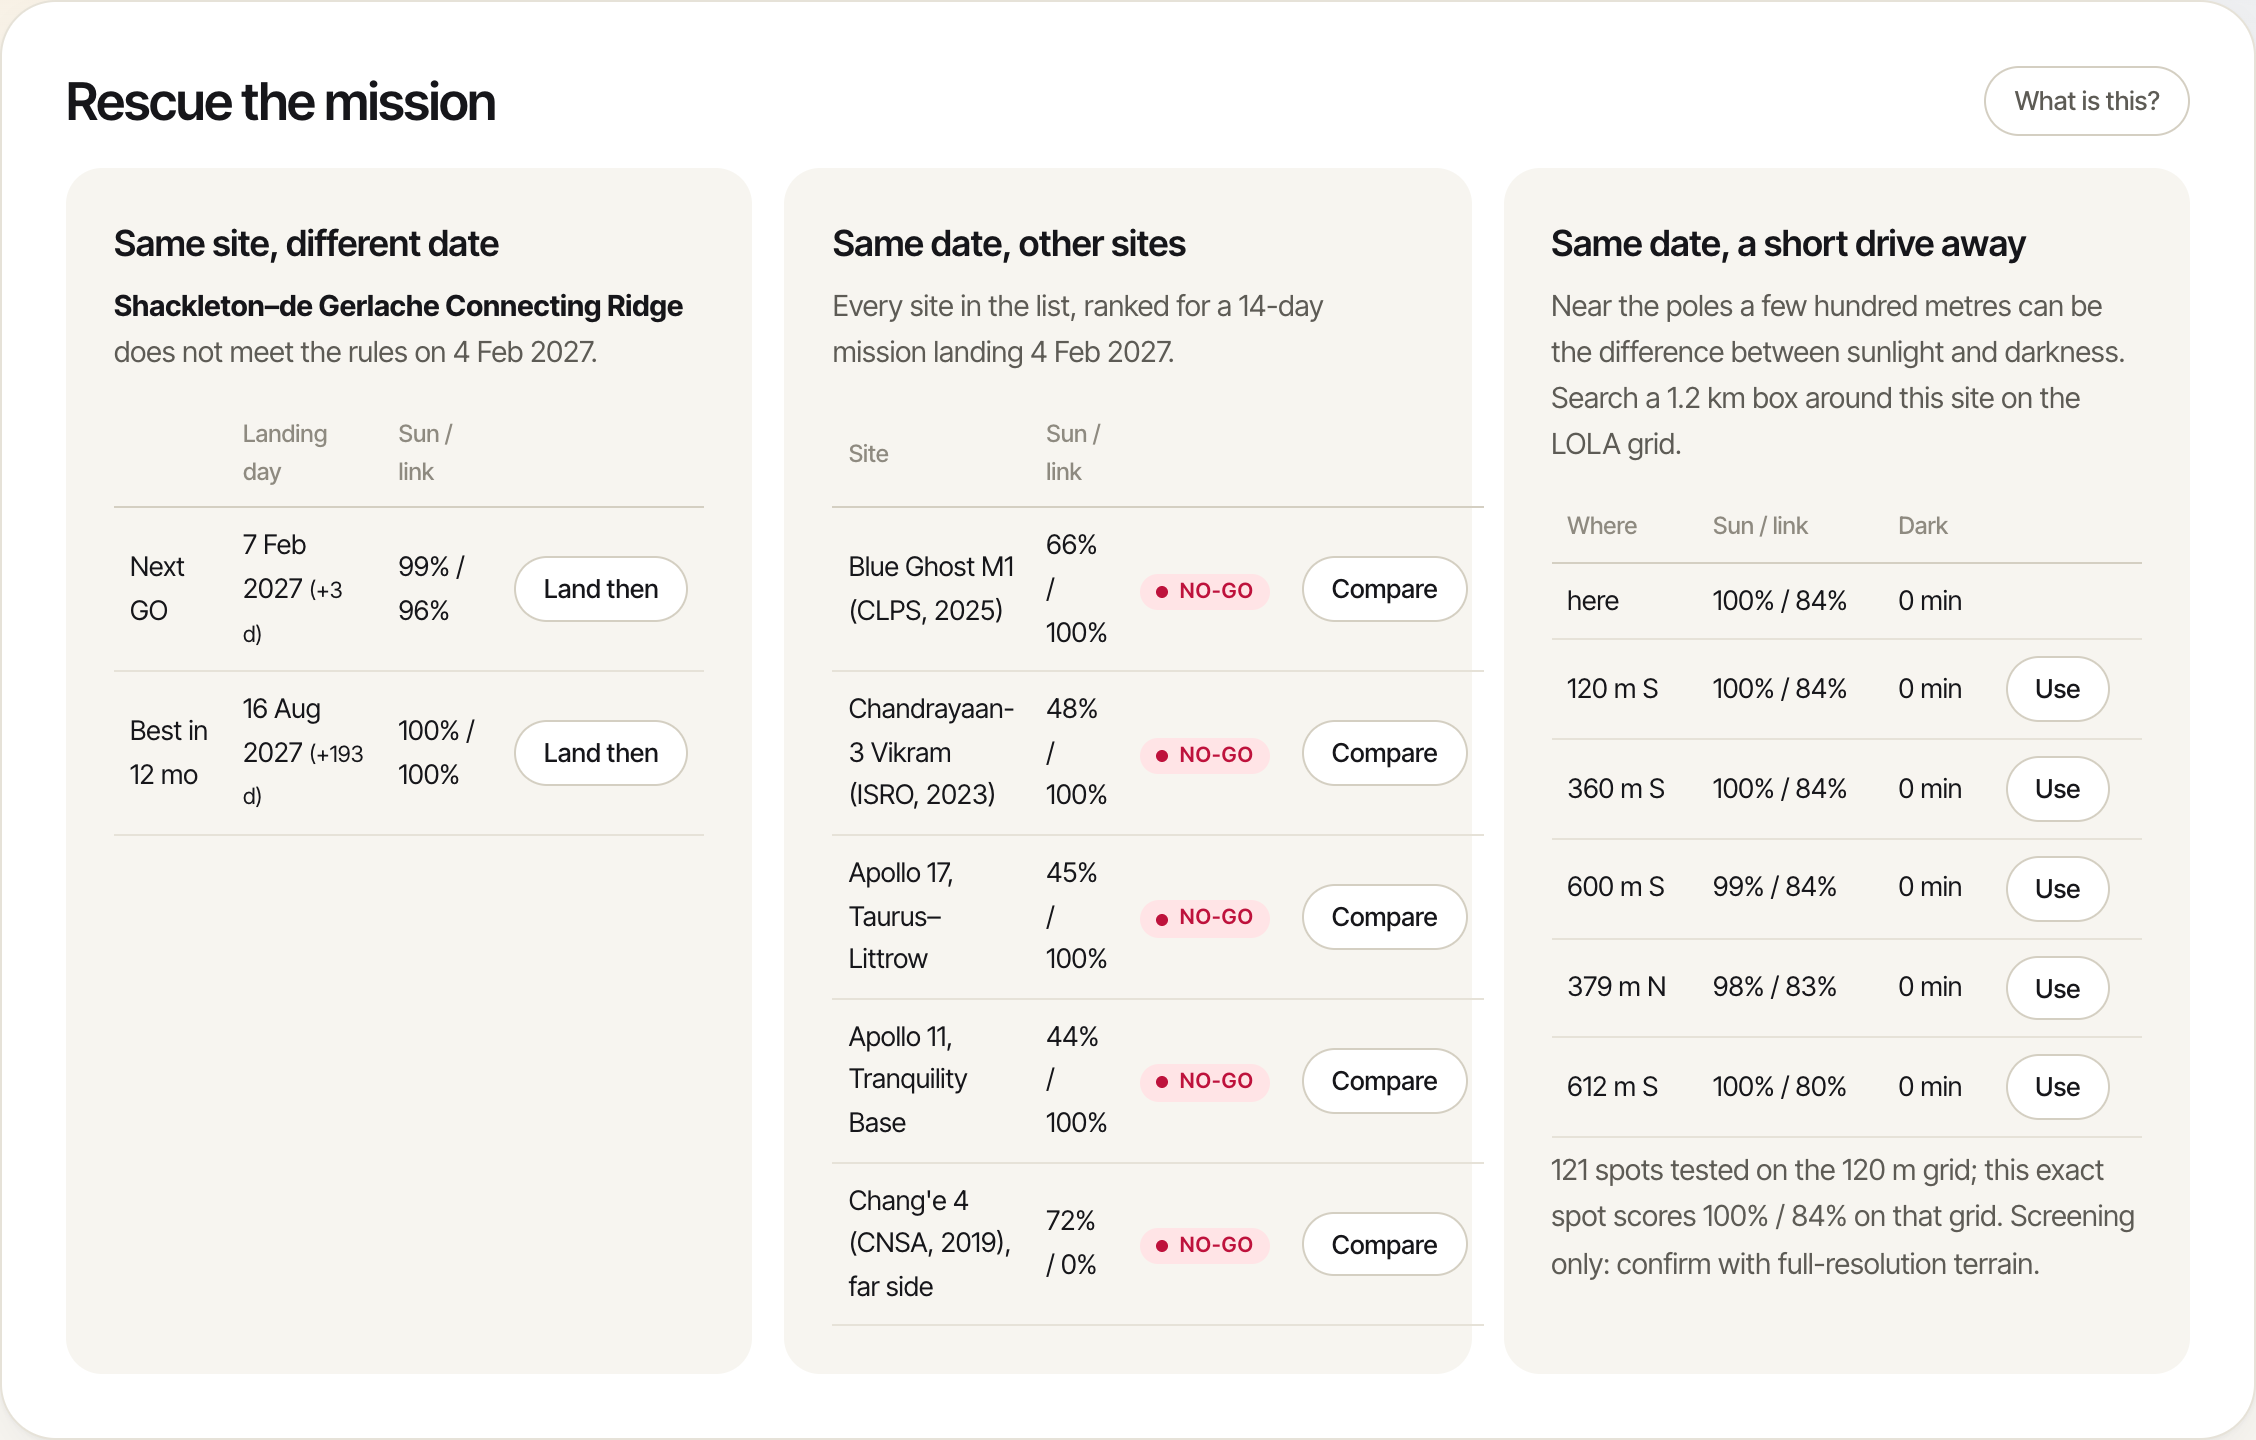 Rescue the mission
What is this?
Same site, different date
Shackleton–de Gerlache Connecting Ridge
does not meet the rules on 4 Feb 2027.
Landing
day
Sun /
link
Next
GO
7 Feb
2027 (+3
d)
99% /
96%
Land then
Best in
12 mo
16 Aug
2027 (+193
d)
100% /
100%
Land then
Same date, other sites
Every site in the list, ranked for a 14-day
mission landing 4 Feb 2027.
Site
Sun /
link
Blue Ghost M1
(CLPS, 2025)
66%
/
100%
NO-GO
Compare
Chandrayaan-
3 Vikram
(ISRO, 2023)
48%
/
100%
NO-GO
Compare
Apollo 17,
Taurus–
Littrow
45%
/
100%
NO-GO
Compare
Apollo 11,
Tranquility
Base
44%
/
100%
NO-GO
Compare
Chang'e 4
(CNSA, 2019),
far side
72%
/ 0%
NO-GO
Compare
Same date, a short drive away
Near the poles a few hundred metres can be
the difference between sunlight and darkness.
Search a 1.2 km box around this site on the
LOLA grid.
Where Sun / link Dark
here 100% / 84% 0 min
120 m S 100% / 84% 0 min Use
360 m S 100% / 84% 0 min Use
600 m S 99% / 84% 0 min Use
379 m N 98% / 83% 0 min Use
612 m S 100% / 80% 0 min Use
121 spots tested on the 120 m grid; this exact
spot scores 100% / 84% on that grid. Screening
only: confirm with full-resolution terrain.